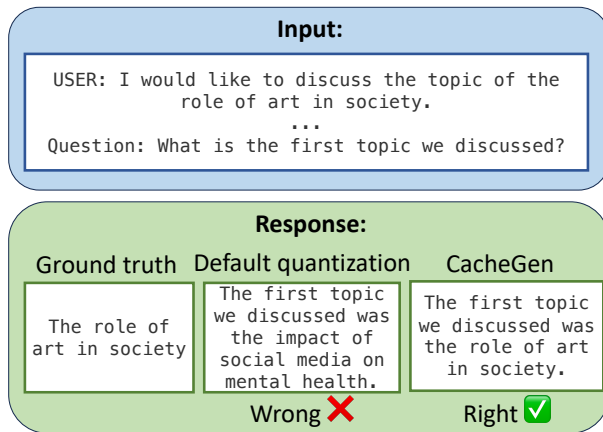 Input:
USER: I would like to discuss the topic of the
role of art in society.
...
Question: What is the first topic we discussed?
Response:
Ground truth
Default quantization
CacheGen
The role of
art in society
The first topic
we discussed was
the impact of
social media on
mental health.
The first topic
we discussed was
the role of art
in society.
Wrong ❌
Right ✅